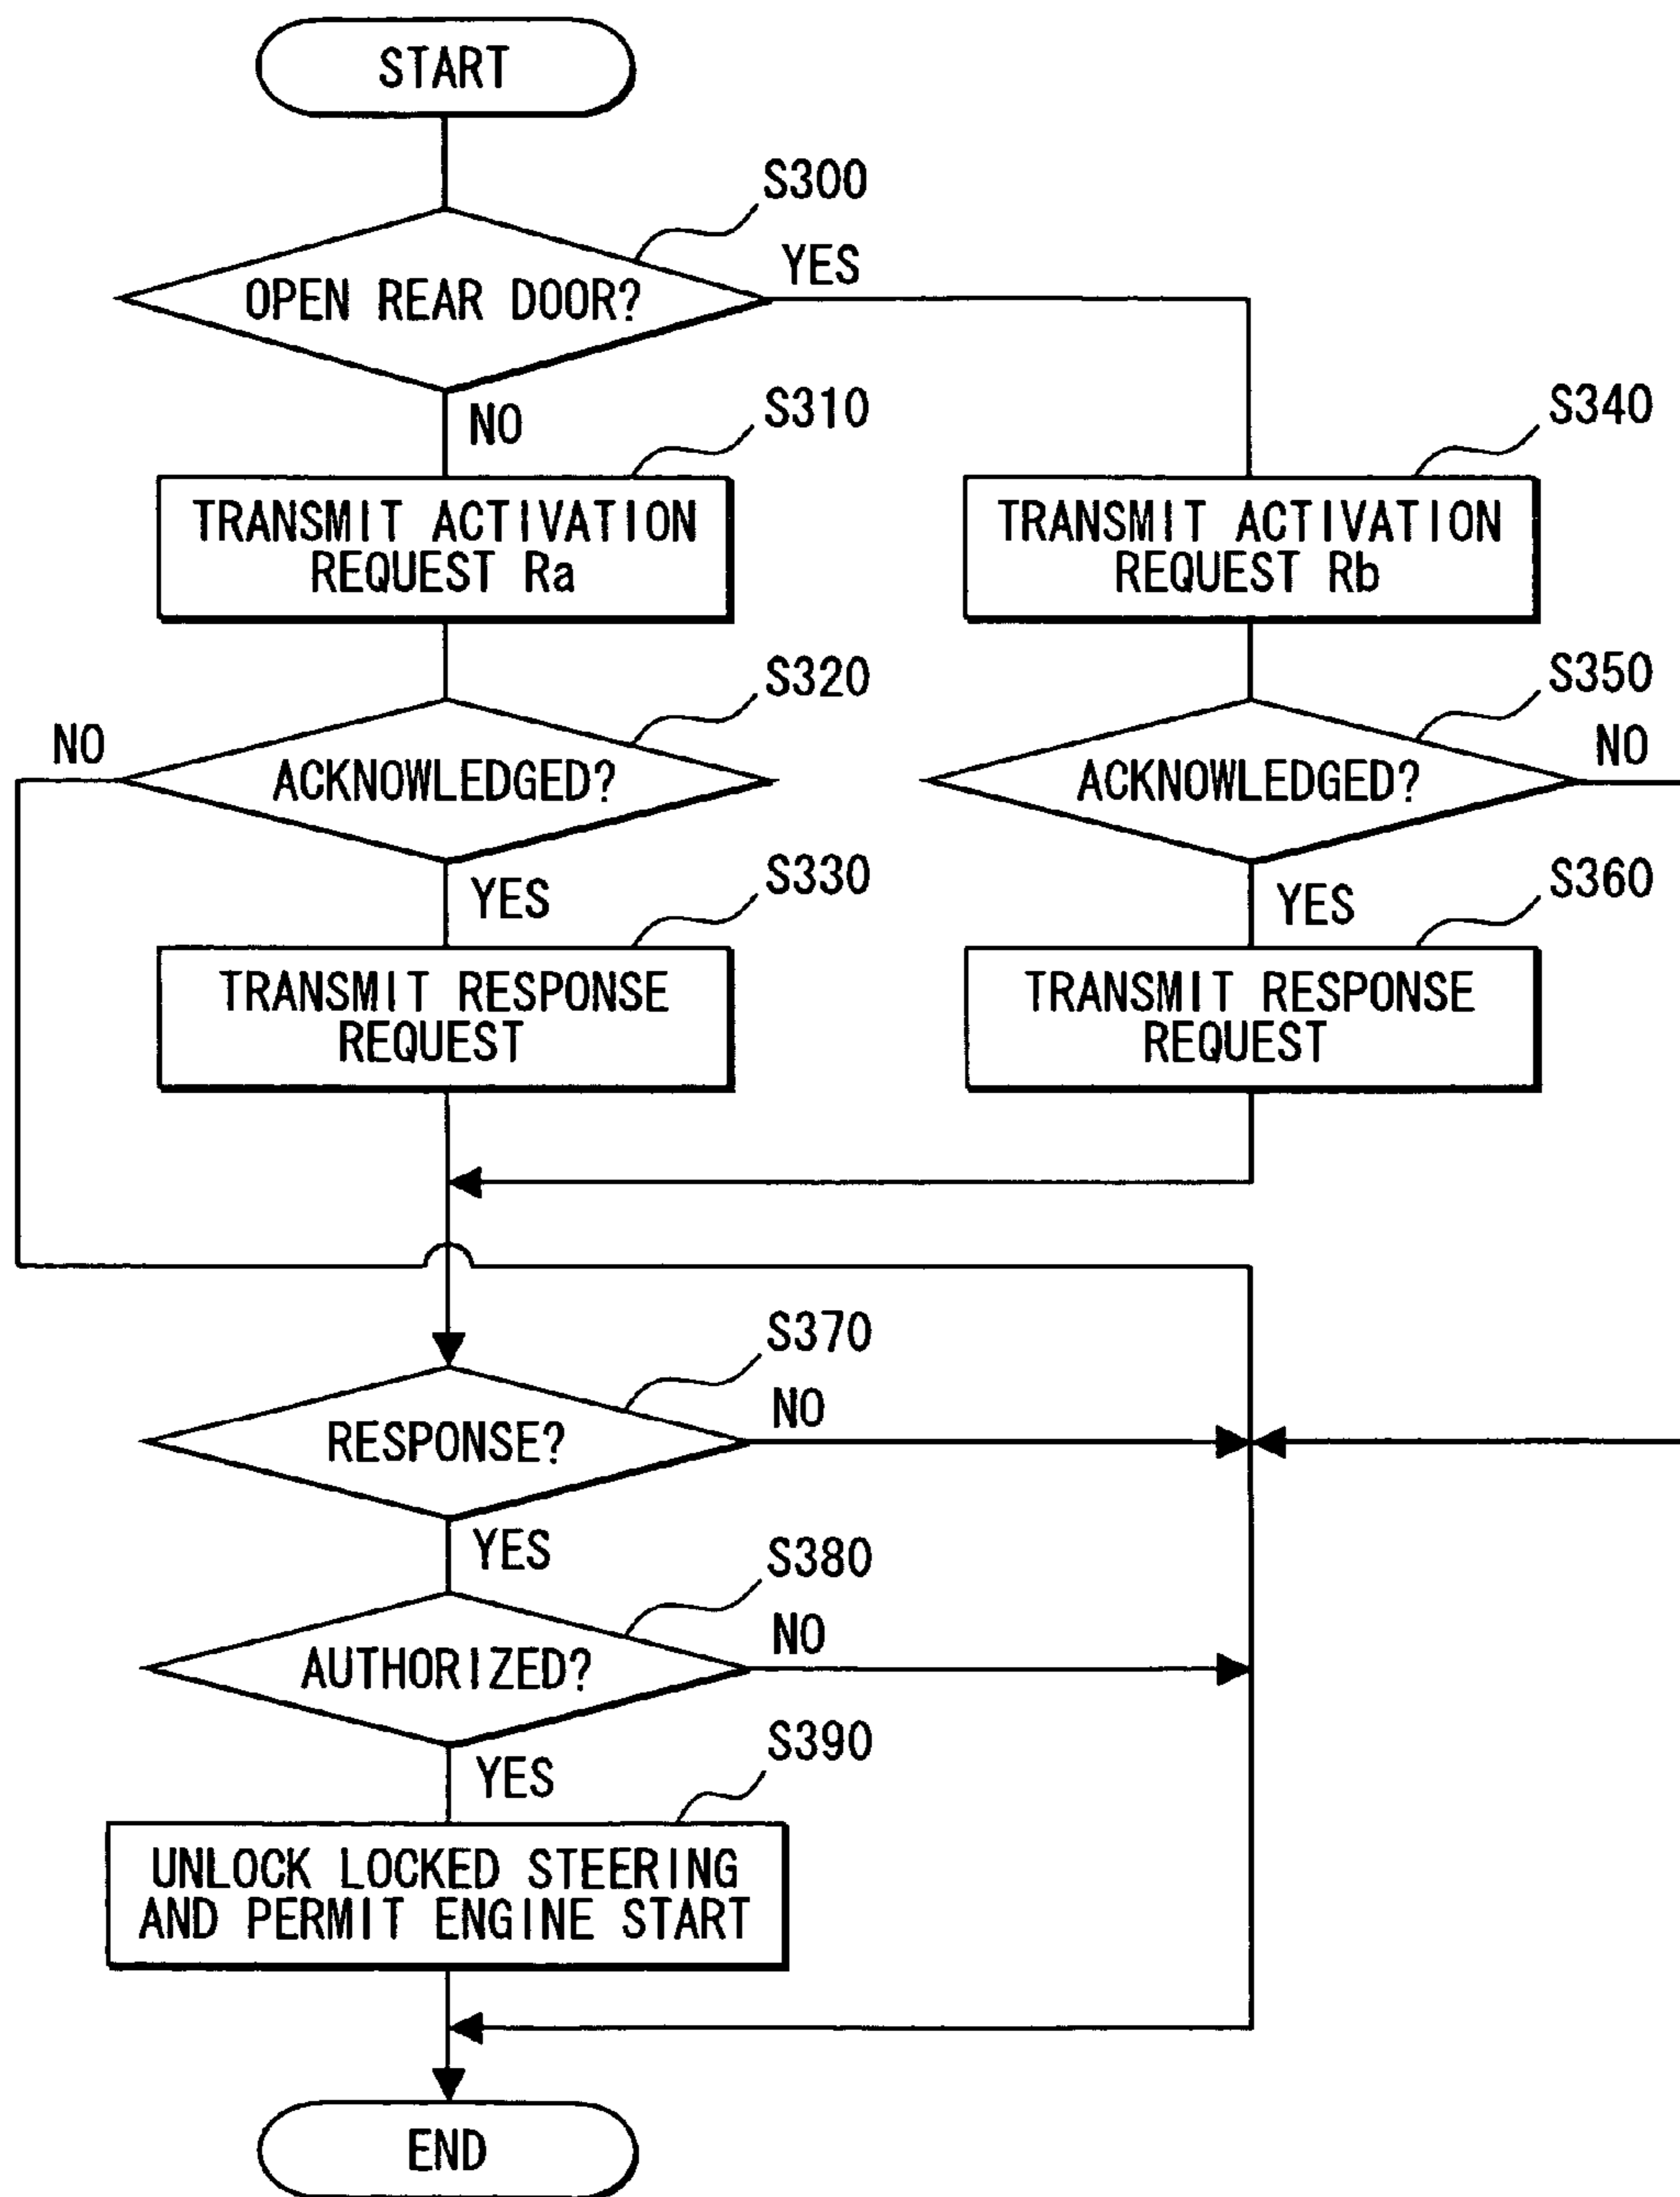 START
S300
YES
OPEN REAR DOOR?
NO
S310
S340
TRANSMIT ACTIVATION
REQUEST Ra
TRANSMIT ACTIVATION
REQUEST Rb
S320
S350
NO
ACKNOWLEDGED?
ACKNOWLEDGED?
NO
YES
S330
YES
S360
TRANSMIT RESPONSE
REQUEST
TRANSMIT RESPONSE
REQUEST
S370
NO
RESPONSE?
YES
S380
NO
AUTHORIZED?
YES
S390
UNLOCK LOCKED STEERING
AND PERMIT ENGINE START
END